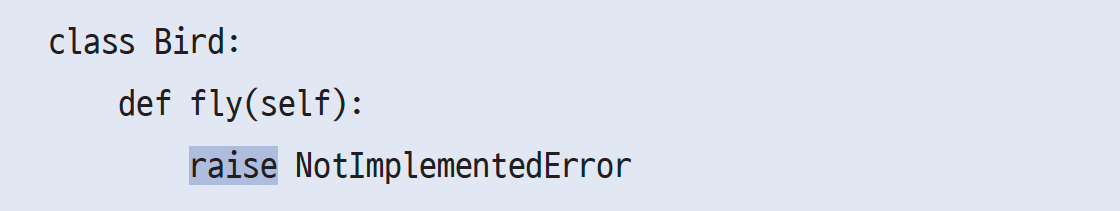 class Bird:
    def fly(self):
        raise NotImplementedError